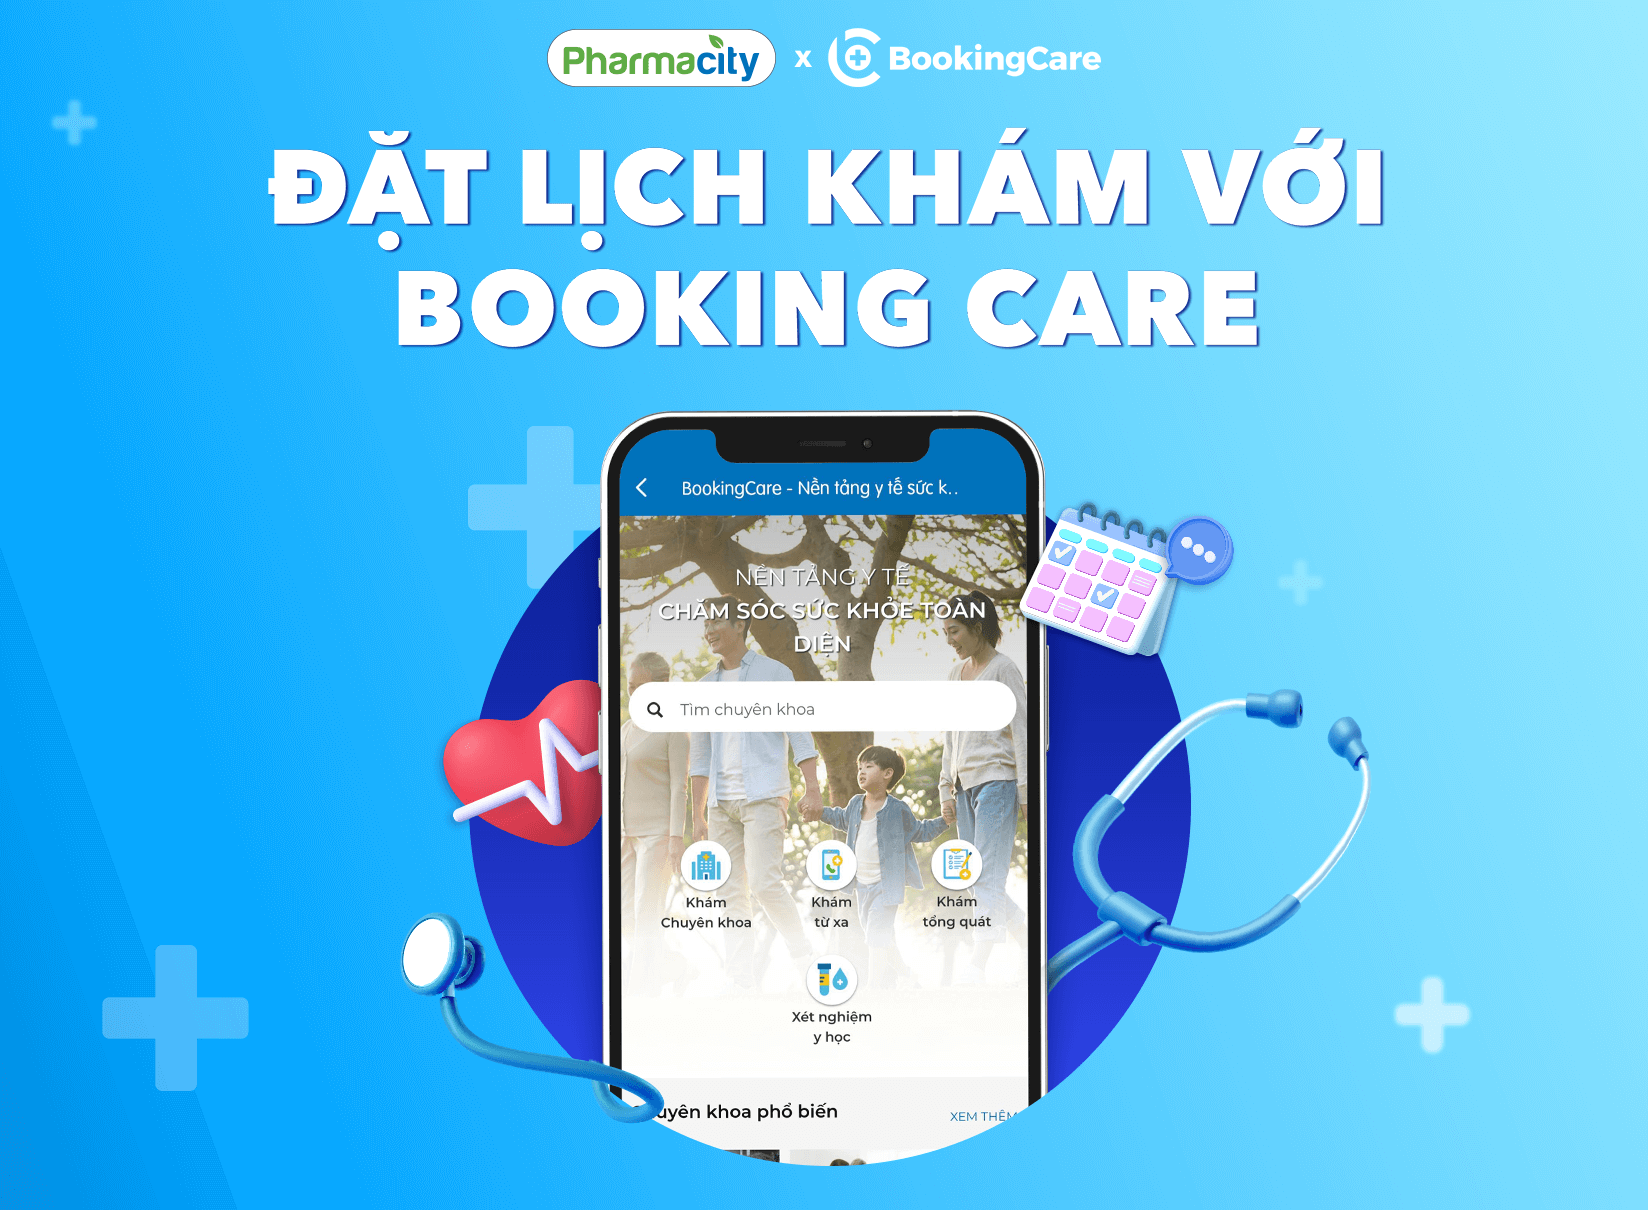 Pharmacity x BookingCare
ĐẶT LỊCH KHÁM VỚI
BOOKING CARE
BookingCare - Nền tảng y tế sức k..
NỀN TẢNG Y TẾ
CHĂM SÓC SỨC KHỎE TOÀN
DIỆN
Tìm chuyên khoa
Khám
Chuyên khoa
Khám
từ xa
Khám
tổng quát
Xét nghiệm
y học
khoa phổ biến
XEM THÊM